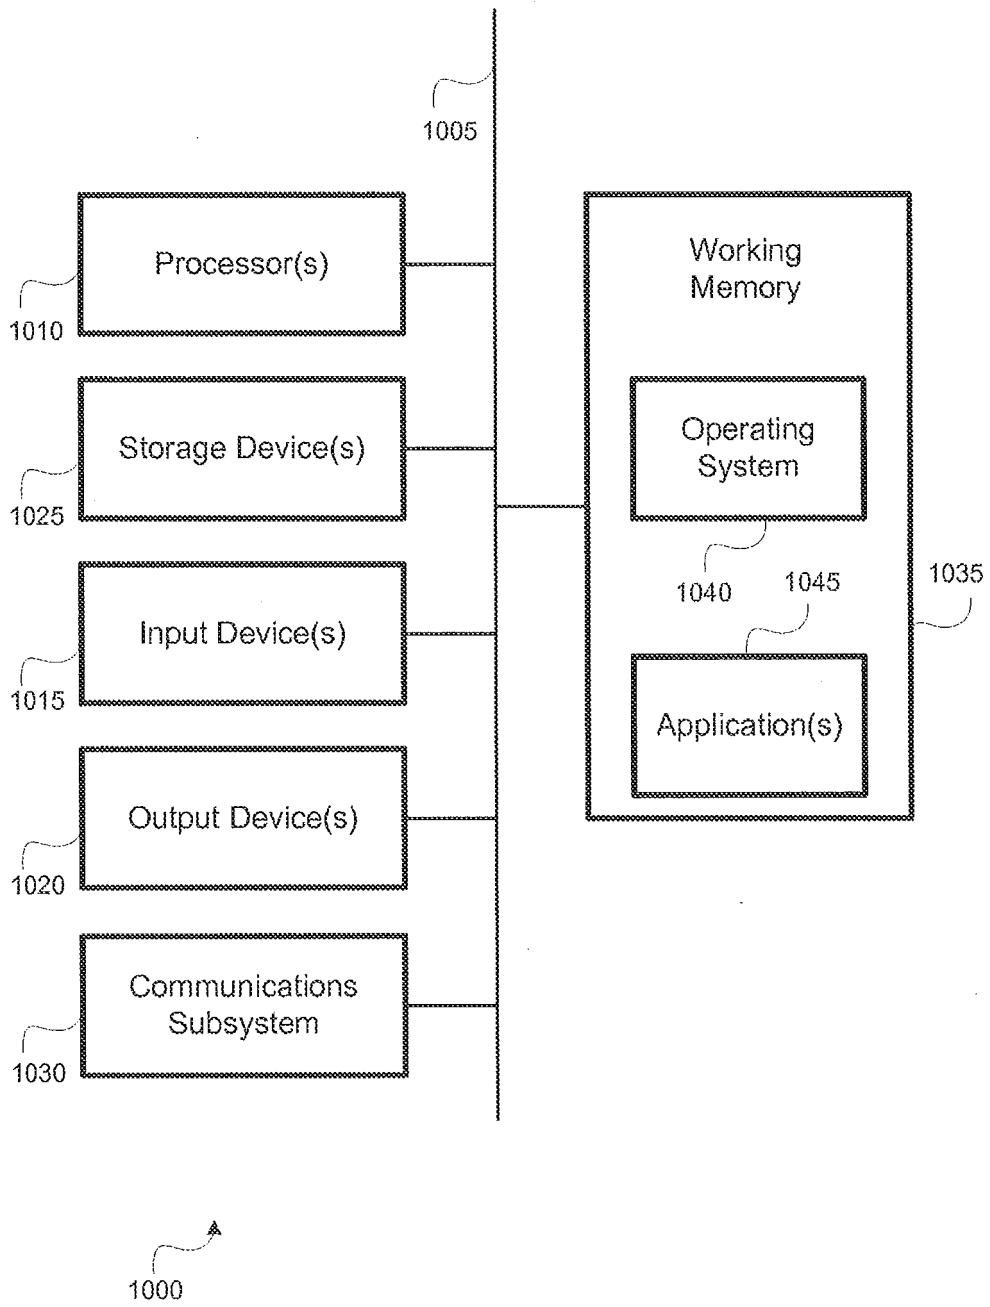 1005
Processor(s)
1010
Storage Device(s)
1025
Input Device(s)
1015
Output Device(s)
1020
Communications
Subsystem
1030
Working
Memory
Operating
System
1040
1045
1035
Application(s)
1000